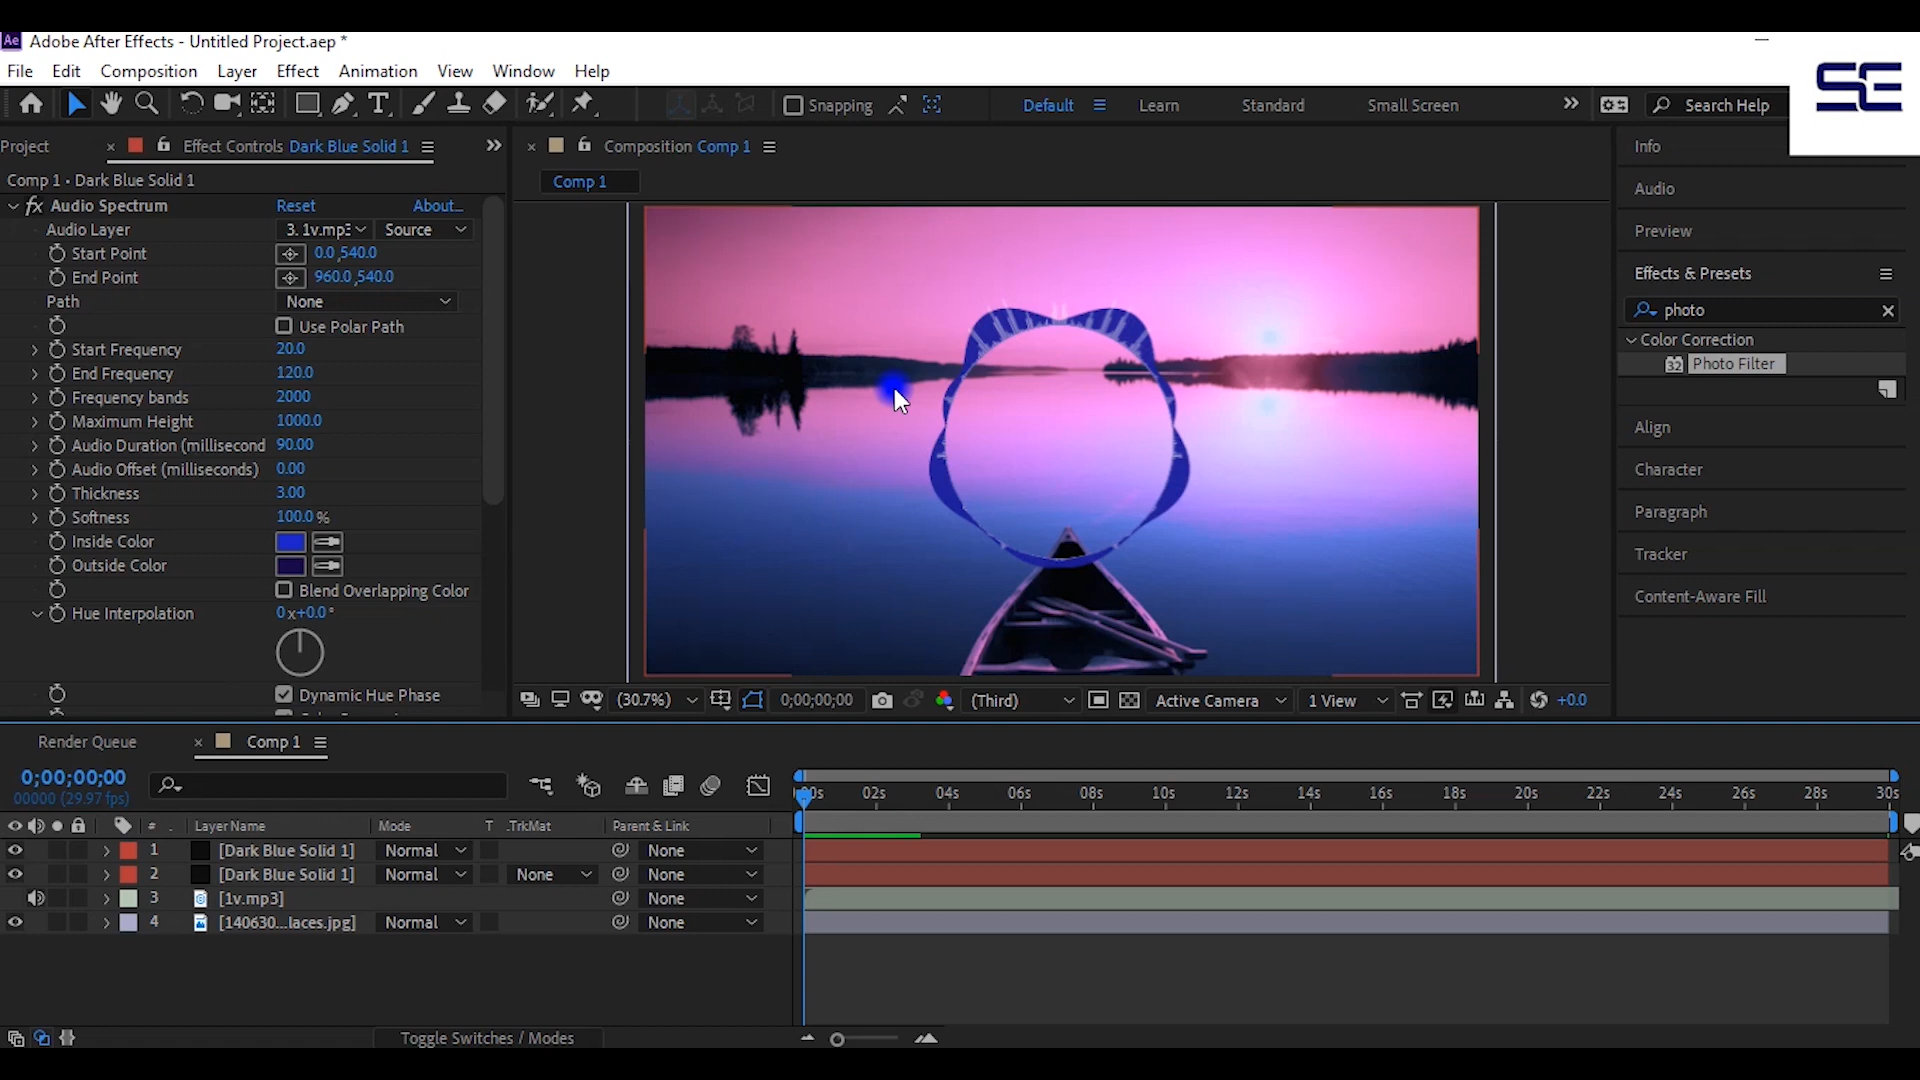 Ae Adobe After Effects - Untitled Project.aep *
File Edit Composition Layer Effect Animation View Window Help
SE
T Snapping Default Learn Standard Small Screen Search Help
Project Effect Controls Dark Blue Solid 1
Composition Comp 1
Info
Comp 1 • Dark Blue Solid 1
Comp 1
Audio
fx Audio Spectrum Reset About...
Audio Layer 3. 1v.mp3 Source
Preview
Start Point 0.0,540.0
End Point 960.0,540.0
Effects & Presets
Path None
photo
Use Polar Path
Color Correction
Start Frequency 20.0
32 Photo Filter
End Frequency 120.0
Frequency bands 2000
Maximum Height 1000.0
Align
Audio Duration (millisecond 90.00
Audio Offset (milliseconds) 0.00
Character
Thickness 3.00
Softness 100.0 %
Paragraph
Inside Color
Tracker
Outside Color
Blend Overlapping Color
Content-Aware Fill
Hue Interpolation 0 x+0.0 °
Dynamic Hue Phase
(30.7%) 0;00;00;00 (Third) Active Camera 1 View +0.0
Render Queue Comp 1
0;00;00;00
00000 (29.97 fps)
00s 02s 04s 06s 08s 10s 12s 14s 16s 18s 20s 22s 24s 26s 28s 30s
# . Layer Name Mode T .TrkMat Parent & Link
1 [Dark Blue Solid 1] Normal None
2 [Dark Blue Solid 1] Normal None None
3 [1v.mp3] None
4 [140630...laces.jpg] Normal None
Toggle Switches / Modes